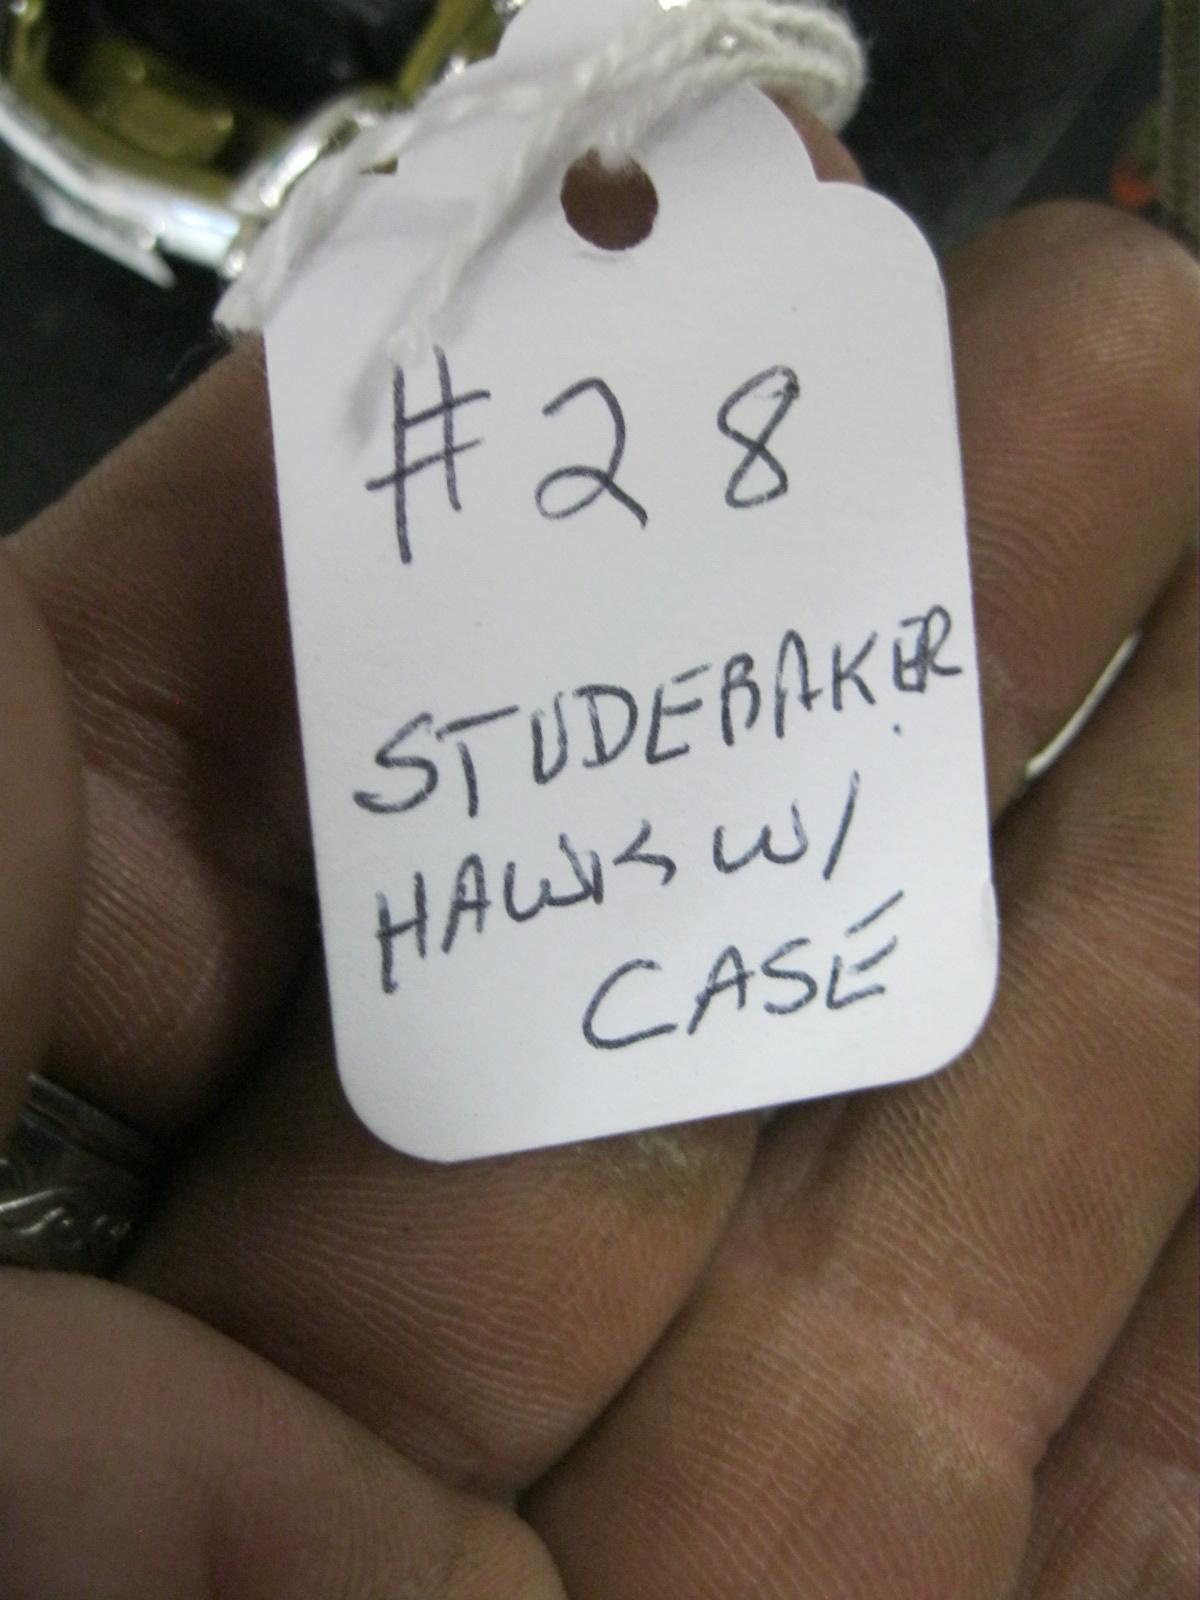 #28
STUDEBAKER
HAWK W/
CASE